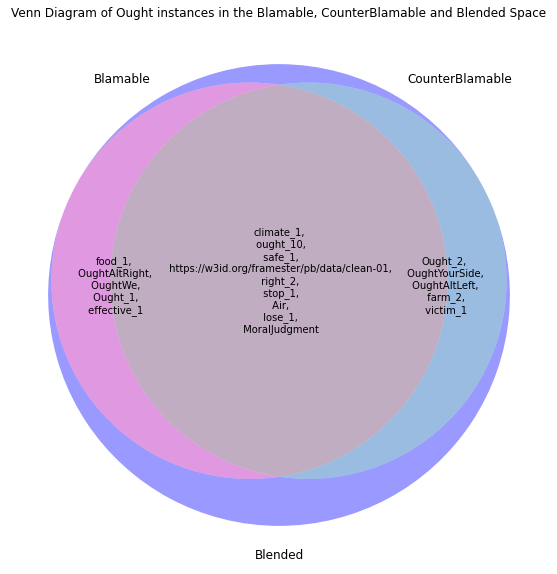 Venn Diagram of Ought instances in the Blamable, CounterBlamable and Blended Space
Blamable
CounterBlamable
food_1,
OughtAltRight,
OughtWe,
Ought_1,
effective_1
climate_1,
ought_10,
safe_1,
https://w3id.org/framester/pb/data/clean-01,
right_2,
stop_1,
Air,
lose_1,
MoralJudgment
Ought_2,
OughtYourSide,
OughtAltLeft,
farm_2,
victim_1
Blended